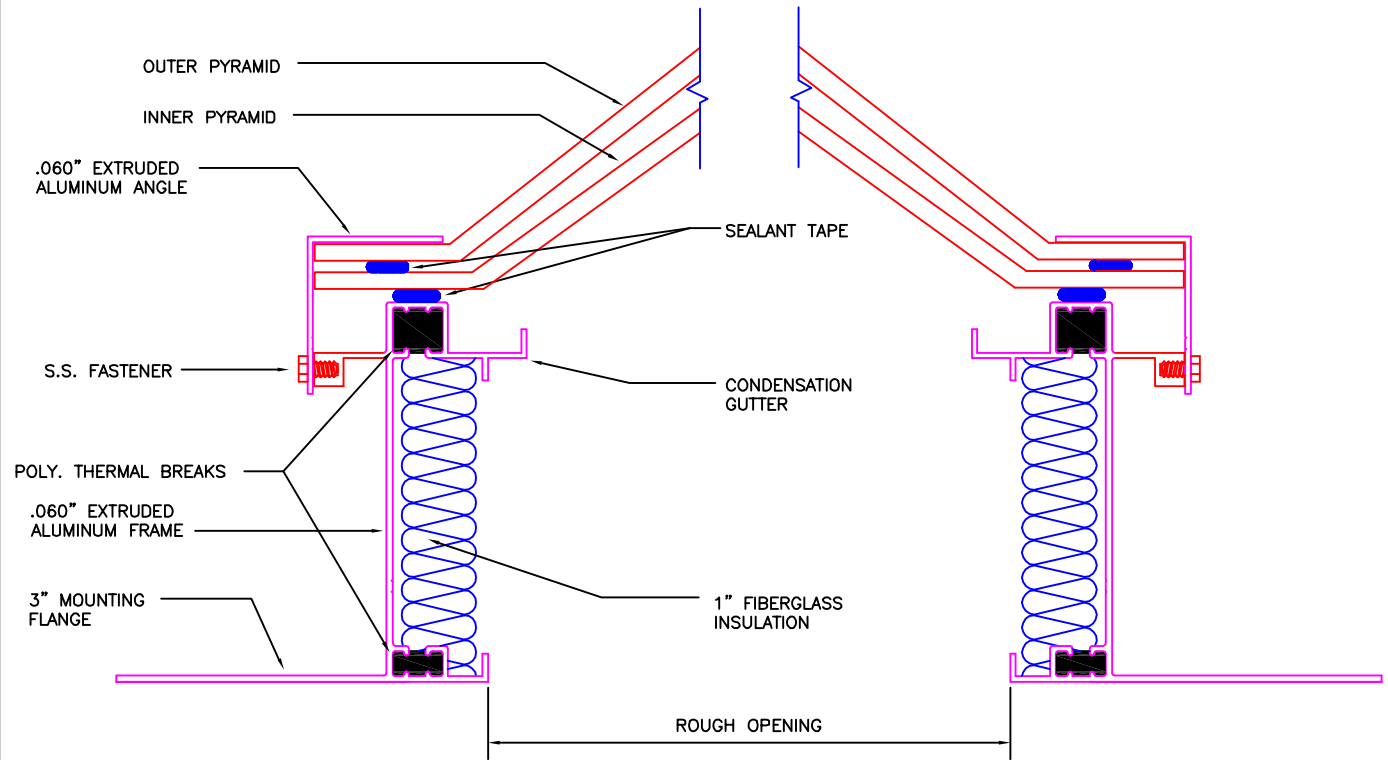 OUTER PYRAMID
INNER PYRAMID
.060" EXTRUDED
ALUMINUM ANGLE
SEALANT TAPE
S.S. FASTENER
CONDENSATION
GUTTER
POLY. THERMAL BREAKS
.060" EXTRUDED
ALUMINUM FRAME
3" MOUNTING
FLANGE
1" FIBERGLASS
INSULATION
ROUGH OPENING